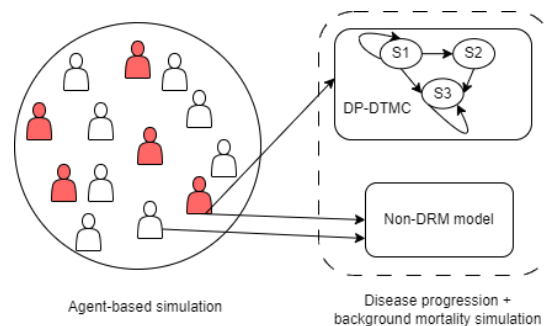 S1
S2
S3
DP-DTMC
Non-DRM model
Agent-based simulation
Disease progression +
background mortality simulation